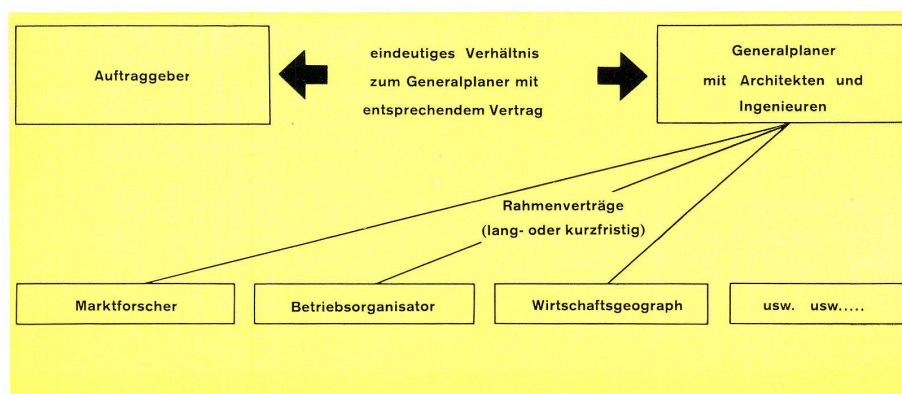 Auftraggeber
eindeutiges Verhältnis
zum Generalplaner mit
entsprechendem Vertrag
Generalplaner
mit Architekten und
Ingenieuren
Rahmenverträge
(lang- oder kurzfristig)
Marktforscher
Betriebsorganisator
Wirtschaftsgeograph
usw. usw.....